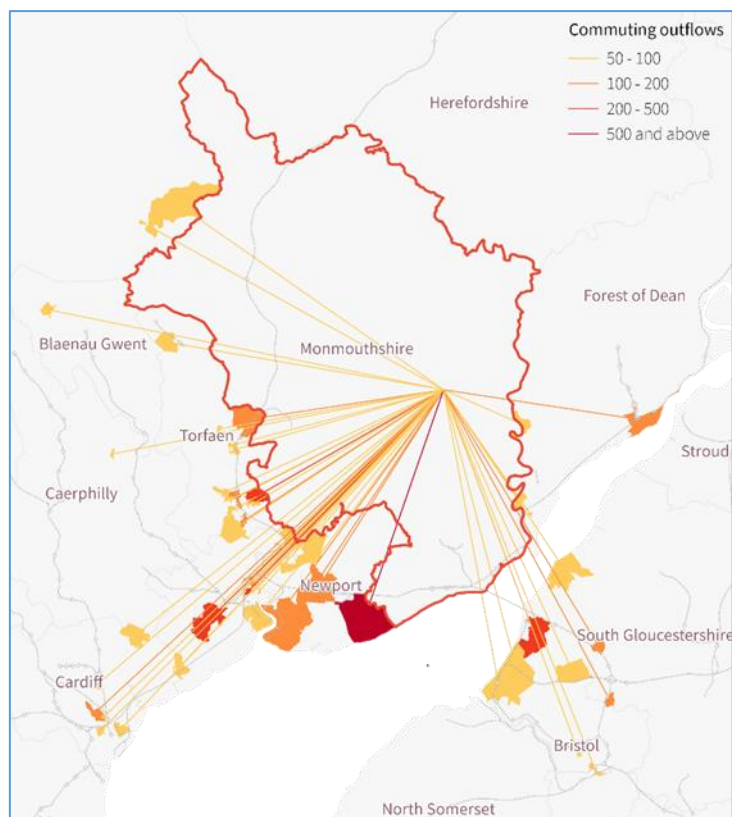 Commuting outflows
50 - 100
100 - 200
200 - 500
500 and above
Herefordshire
Forest of Dean
Blaenau Gwent
Monmouthshire
Torfaen
Stroud
Caerphilly
Newport
South Gloucestershire
Cardiff
Bristol
North Somerset